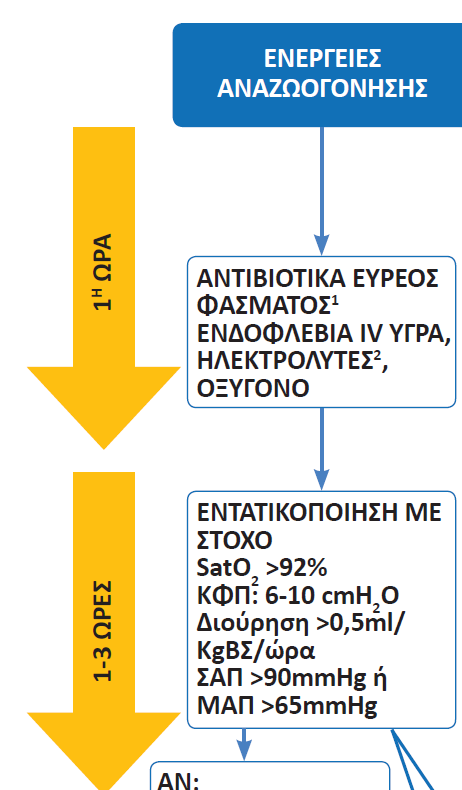 ΕΝΕΡΓΕΙΕΣ
ΑΝΑΖΩΟΓΟΝΗΣΗΣ
1Η ΩΡΑ
ΑΝΤΙΒΙΟΤΙΚΑ ΕΥΡΕΟΣ
ΦΑΣΜΑΤΟΣ¹
ΕΝΔΟΦΛΕΒΙΑ IV ΥΓΡΑ,
ΗΛΕΚΤΡΟΛΥΤΕΣ²,
ΟΞΥΓΟΝΟ
1-3 ΩΡΕΣ
ΕΝΤΑΤΙΚΟΠΟΙΗΣΗ ΜΕ
ΣΤΟΧΟ
SatO₂ >92%
ΚΦΠ: 6-10 cmH₂O
Διούρηση >0,5ml/
KgΒΣ/ώρα
ΣΑΠ >90mmHg ή
ΜΑΠ >65mmHg
ΑΝ: